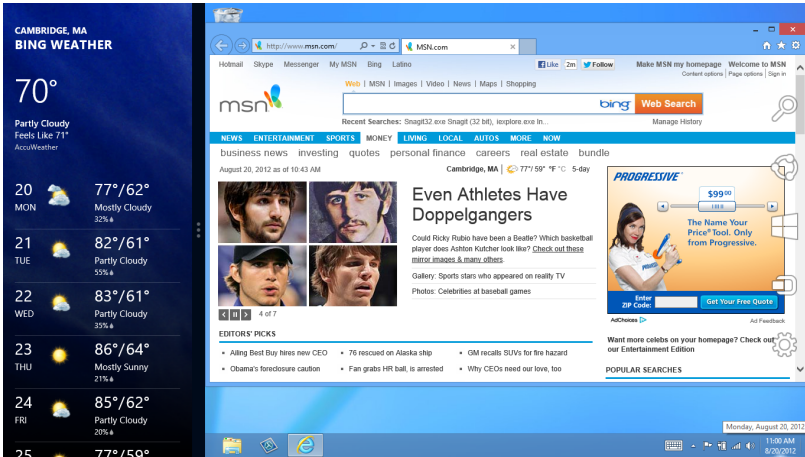 CAMBRIDGE, MA
BING WEATHER
70°
Partly Cloudy
Feels Like 71°
AccuWeather
20 77°/62°
MON Mostly Cloudy
32%
21 82°/61°
TUE Partly Cloudy
55%
22 83°/61°
WED Partly Cloudy
35%
23 86°/64°
THU Mostly Sunny
21%
24 85°/62°
FRI Partly Cloudy
20%
25 77°/59°
http://www.msn.com/ MSN.com
Hotmail Skype Messenger My MSN Bing Latino Like 2m Follow Make MSN my homepage Welcome to MSN
Content options | Page options | Sign in
Web | MSN | Images | Video | News | Maps | Shopping
msn bing Web Search
Recent Searches: Snagit32.exe Snagit (32 bit), iexplore.exe In... Manage History
NEWS ENTERTAINMENT SPORTS MONEY LIVING LOCAL AUTOS MORE NOW
business news investing quotes personal finance careers real estate bundle
August 20, 2012 as of 10:43 AM Cambridge, MA | 77°/ 59° °F °C 5-day
Even Athletes Have
Doppelgangers
Could Ricky Rubio have been a Beatle? Which basketball
player does Ashton Kutcher look like? Check out these
mirror images & many others.
Gallery: Sports stars who appeared on reality TV
Photos: Celebrities at baseball games
4 of 7
PROGRESSIVE
$99.00
The Name Your
Price® Tool. Only
from Progressive.
PROGRESSIVE
Enter
ZIP Code: Get Your Free Quote
AdChoices Ad Feedback
EDITORS' PICKS
Ailing Best Buy hires new CEO
76 rescued on Alaska ship
GM recalls SUVs for fire hazard
Obama's foreclosure caution
Fan grabs HR ball, is arrested
Why CEOs need our love, too
Want more celebs on your homepage? Check out
our Entertainment Edition
POPULAR SEARCHES
Monday, August 20, 2012
11:00 AM
8/20/2012